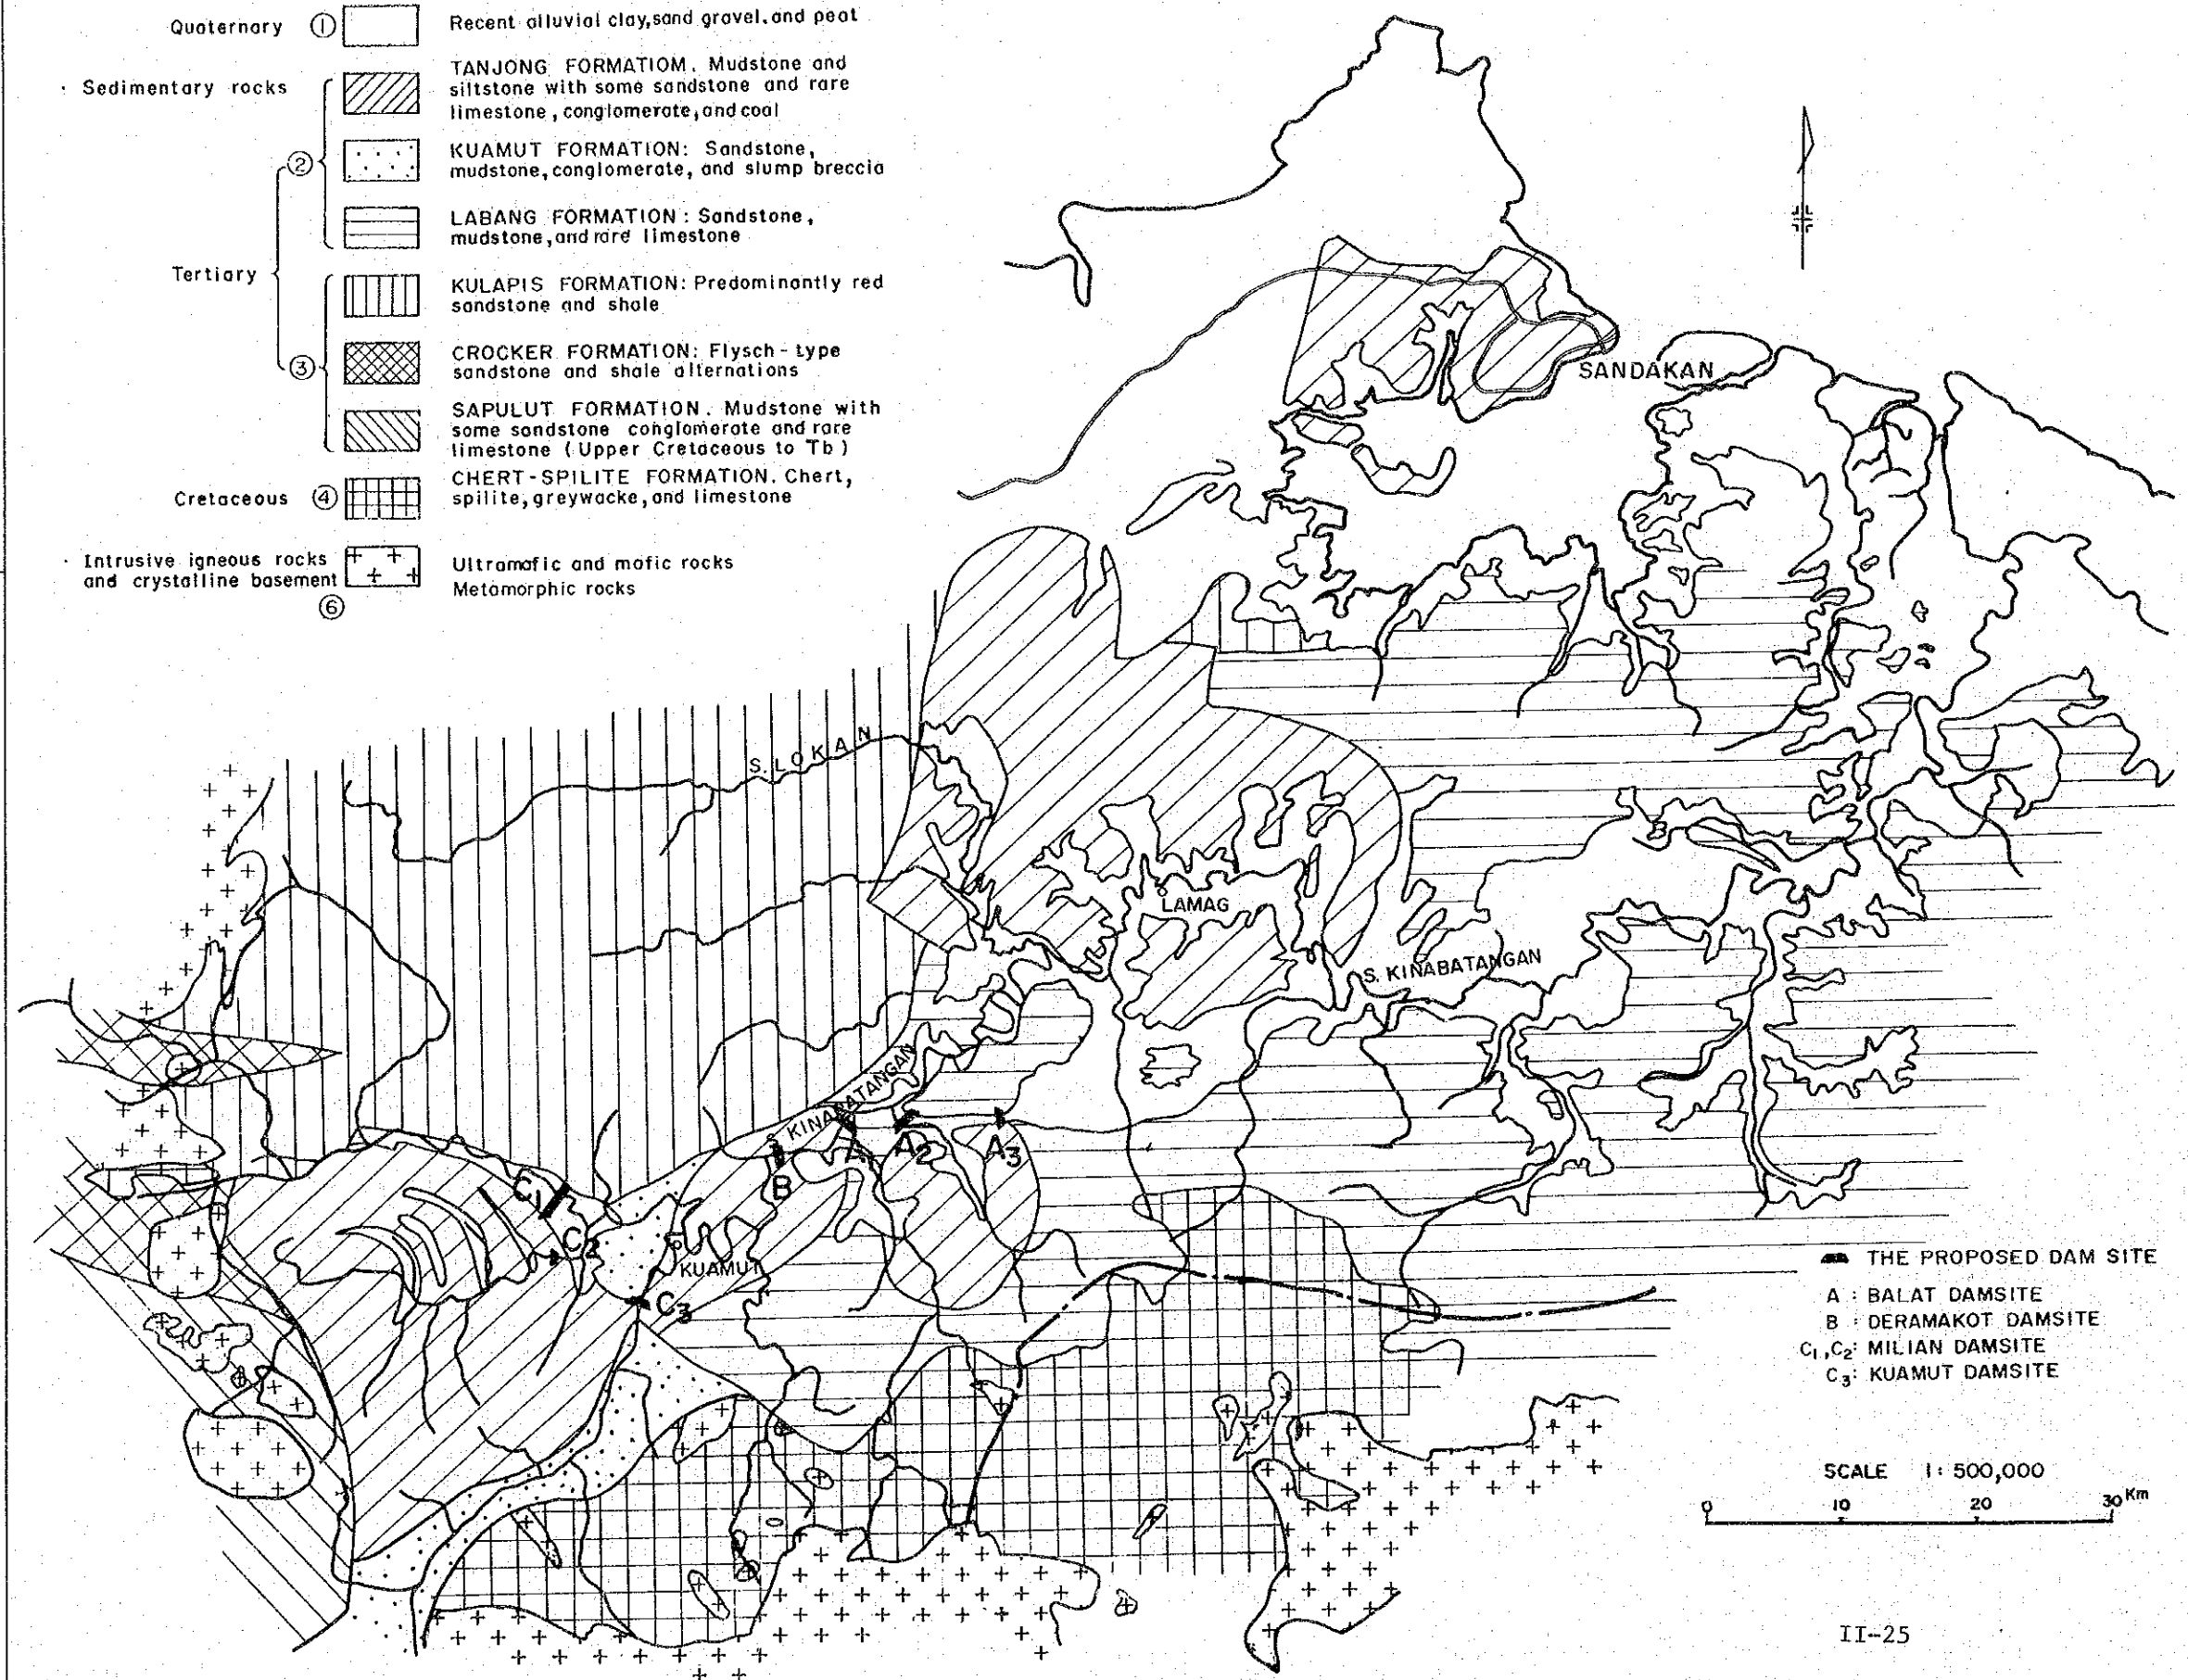 Quaternary ① Recent alluvial clay, sand gravel, and peat
· Sedimentary rocks
TANJONG FORMATIOM. Mudstone and
siltstone with some sandstone and rare
limestone, conglomerate, and coal
②
KUAMUT FORMATION: Sandstone,
mudstone, conglomerate, and slump breccia
LABANG FORMATION: Sandstone,
mudstone, and rare limestone
Tertiary
KULAPIS FORMATION: Predominantly red
sandstone and shale
③
CROCKER FORMATION: Flysch-type
sandstone and shale alternations
SAPULUT FORMATION. Mudstone with
some sandstone conglomerate and rare
limestone (Upper Cretaceous to Tb)
Cretaceous ④
CHERT-SPILITE FORMATION. Chert,
spilite, greywacke, and limestone
· Intrusive igneous rocks
and crystalline basement
⑥
Ultramafic and mafic rocks
Metamorphic rocks
SANDAKAN
S. LOKAN
LAMAG
S. KINABATANGAN
S. KINABATANGAN
A2
A3
B
C1
C2
KUAMUT
C3
THE PROPOSED DAM SITE
A : BALAT DAMSITE
B : DERAMAKOT DAMSITE
C1, C2: MILIAN DAMSITE
C3: KUAMUT DAMSITE
SCALE 1: 500,000
0 10 20 30 Km
II-25